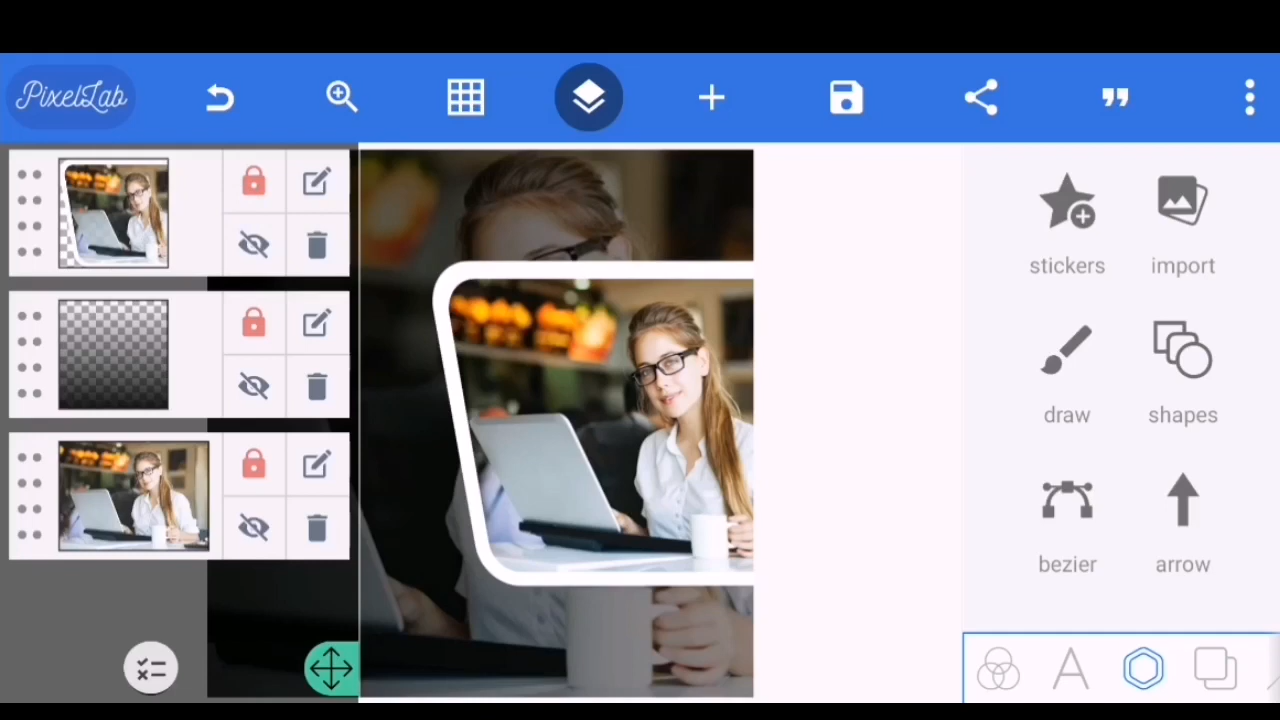 PixelLab
stickers
import
draw
shapes
bezier
arrow